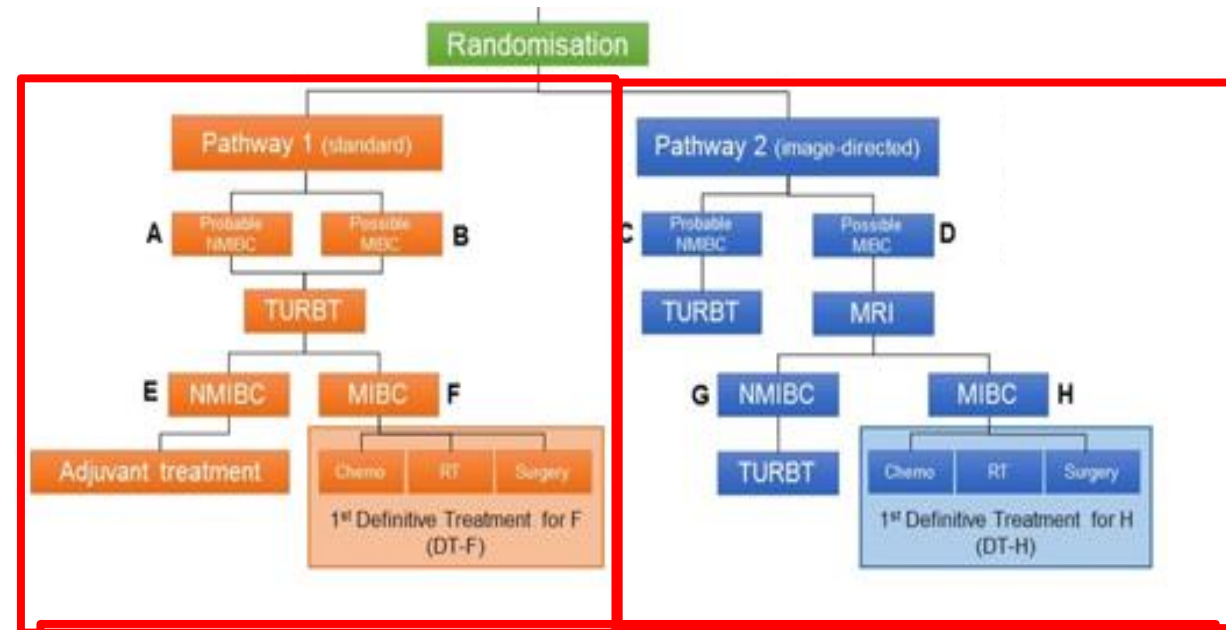 Randomisation
Pathway 1 (standard)
Pathway 2 (image-directed)
A
Probable
NMIBC
Possible
MIBC
B
C
Probable
NMIBC
Possible
MIBC
D
TURBT
TURBT
MRI
E
NMIBC
MIBC
F
G
NMIBC
MIBC
H
Adjuvant treatment
Chemo
RT
Surgery
1st Definitive Treatment for F
(DT-F)
TURBT
Chemo
RT
Surgery
1st Definitive Treatment for H
(DT-H)